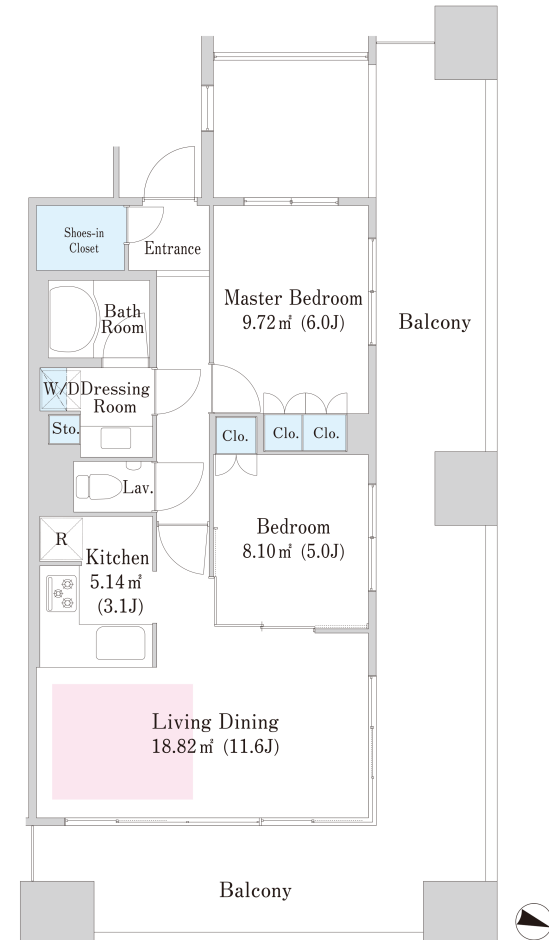 Shoes-in
Closet
Entrance
Master Bedroom
9.72㎡ (6.0J)
Balcony
Bath
Room
W/D
Dressing
Room
Sto.
Clo.
Clo.
Clo.
Lav.
Bedroom
8.10㎡ (5.0J)
R
Kitchen
5.14㎡
(3.1J)
Living Dining
18.82㎡ (11.6J)
Balcony